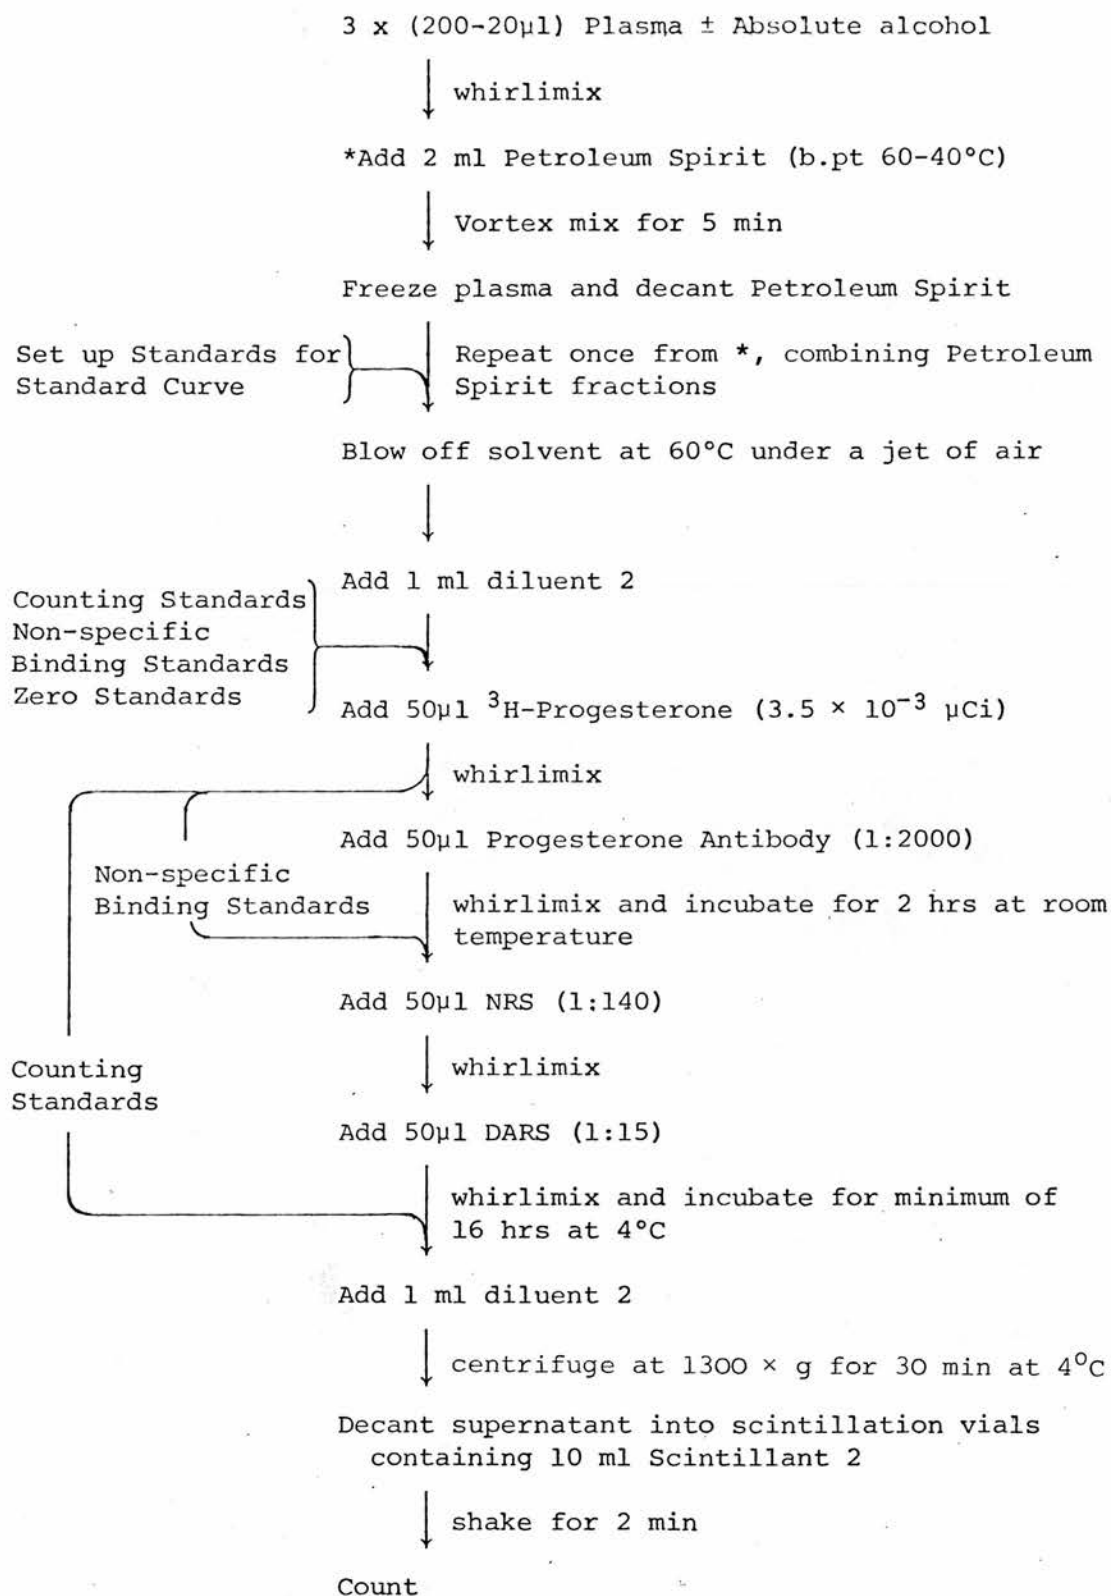 3 x (200-20µl) Plasma ± Absolute alcohol
whirlimix
*Add 2 ml Petroleum Spirit (b.pt 60-40°C)
Vortex mix for 5 min
Freeze plasma and decant Petroleum Spirit
Set up Standards for
Standard Curve
Repeat once from *, combining Petroleum
Spirit fractions
Blow off solvent at 60°C under a jet of air
Add 1 ml diluent 2
Counting Standards
Non-specific
Binding Standards
Zero Standards
Add 50µl ³H-Progesterone (3.5 × 10⁻³ µCi)
whirlimix
Add 50µl Progesterone Antibody (1:2000)
Non-specific
Binding Standards
whirlimix and incubate for 2 hrs at room
temperature
Add 50µl NRS (1:140)
whirlimix
Counting
Standards
Add 50µl DARS (1:15)
whirlimix and incubate for minimum of
16 hrs at 4°C
Add 1 ml diluent 2
centrifuge at 1300 × g for 30 min at 4°C
Decant supernatant into scintillation vials
containing 10 ml Scintillant 2
shake for 2 min
Count